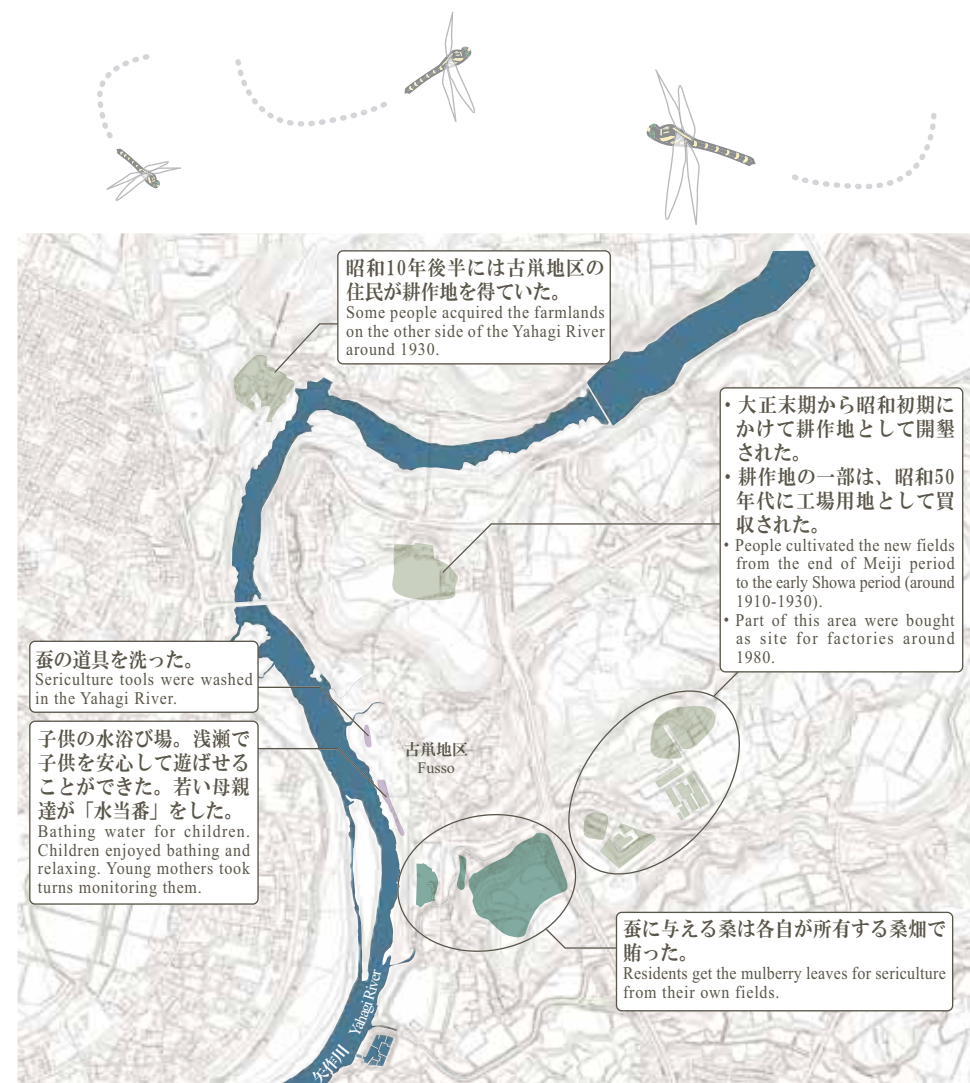 昭和10年後半には古鼡地区の
住民が耕作地を得ていた。
Some people acquired the farmlands
on the other side of the Yahagi River
around 1930.
・大正末期から昭和初期に
かけて耕作地として開墾
された。
・耕作地の一部は、昭和50
年代に工場用地として買
収された。
・People cultivated the new fields
from the end of Meiji period
to the early Showa period (around
1910-1930).
・Part of this area were bought
as site for factories around
1980.
蚕の道具を洗った。
Sericulture tools were washed
in the Yahagi River.
子供の水浴び場。浅瀬で
子供を安心して遊ばせる
ことができた。若い母親
達が「水当番」をした。
Bathing water for children.
Children enjoyed bathing and
relaxing. Young mothers took
turns monitoring them.
古鼡地区
Fusso
蚕に与える桑は各自が所有する桑畑で
賄った。
Residents get the mulberry leaves for sericulture
from their own fields.
矢作川 Yahagi River